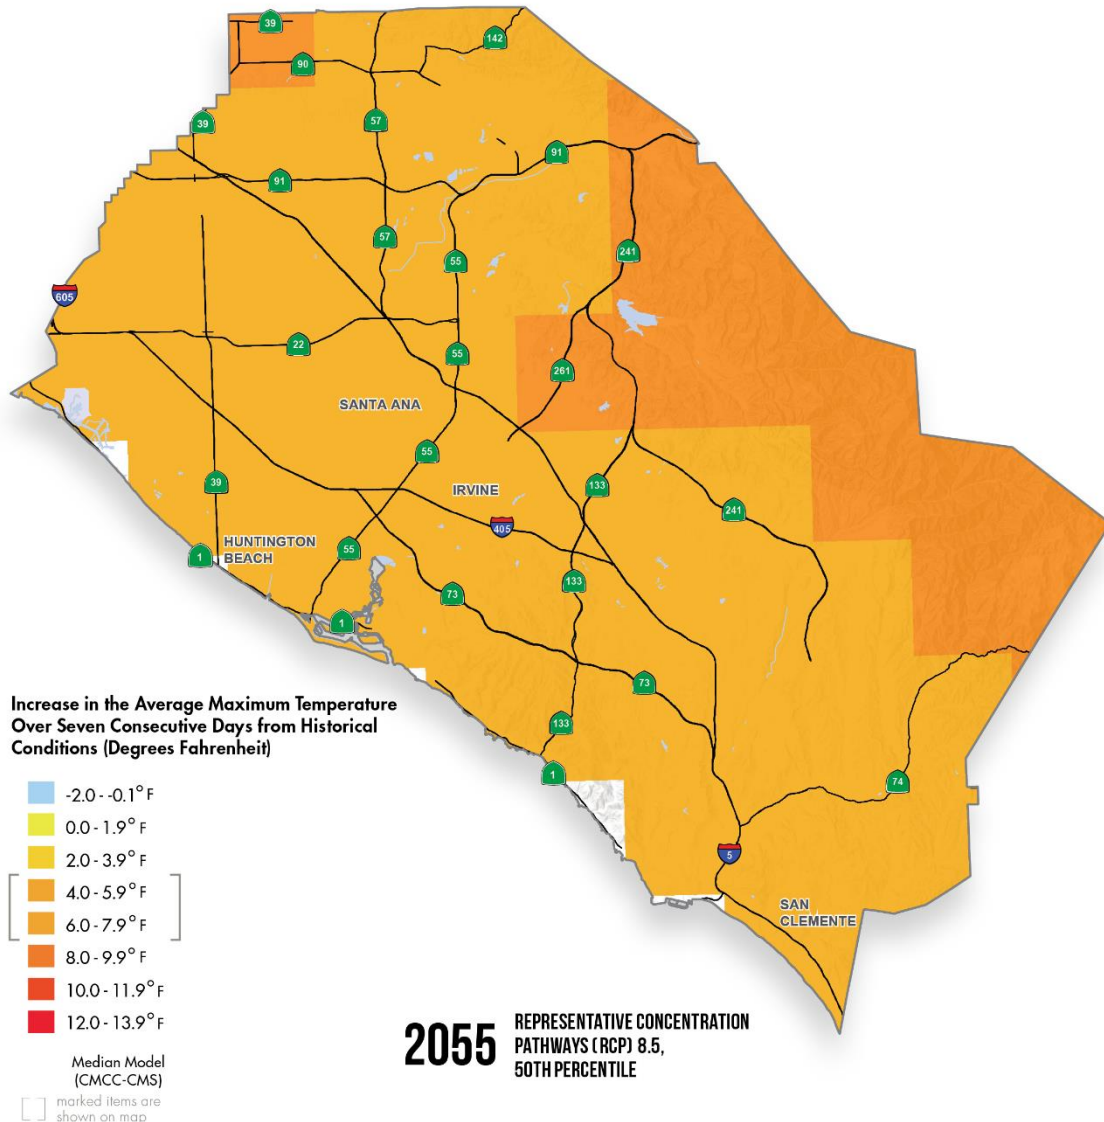 39
142
90
39
57
91
91
57
241
55
605
22
55
261
SANTA ANA
55
39
IRVINE
133
241
405
HUNTINGTON
BEACH
1
55
133
73
1
73
133
1
74
5
SAN
CLEMENTE
Increase in the Average Maximum Temperature
Over Seven Consecutive Days from Historical
Conditions (Degrees Fahrenheit)
-2.0 - -0.1° F
0.0 - 1.9° F
2.0 - 3.9° F
4.0 - 5.9° F
6.0 - 7.9° F
8.0 - 9.9° F
10.0 - 11.9° F
12.0 - 13.9° F
Median Model
(CMCC-CMS)
marked items are
shown on map
2055
REPRESENTATIVE CONCENTRATION
PATHWAYS (RCP) 8.5,
50TH PERCENTILE